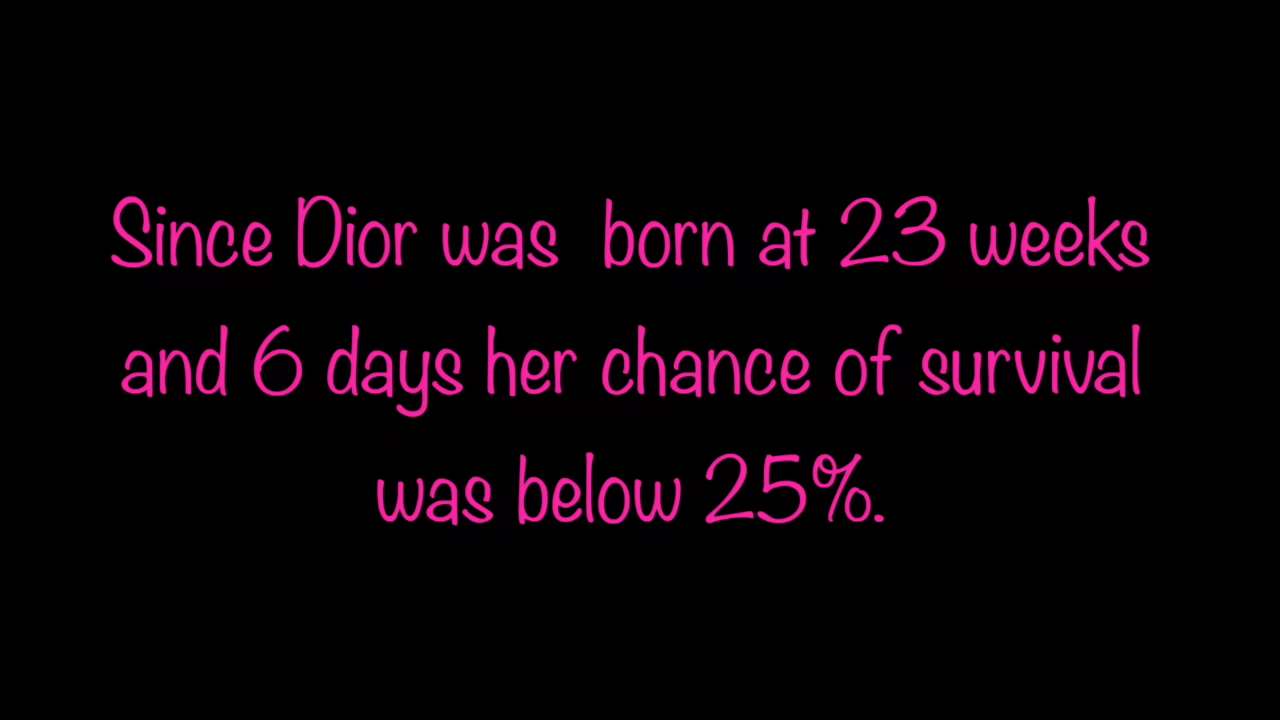 Since Dior was  born at 23 weeks
and 6 days her chance of survival
was below 25%.